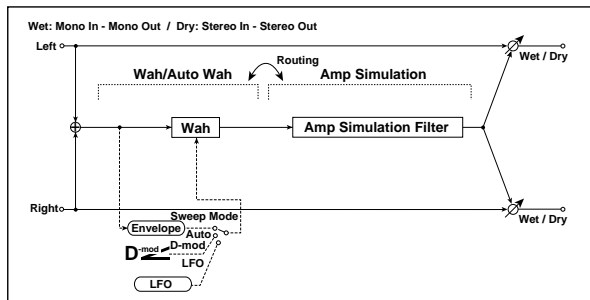 Wet: Mono In - Mono Out / Dry: Stereo In - Stereo Out
Left
Wet / Dry
Routing
Wah/Auto Wah
Amp Simulation
Wah
Amp Simulation Filter
Right
Wet / Dry
Sweep Mode
Envelope
Auto
D-mod
D-mod
LFO
LFO